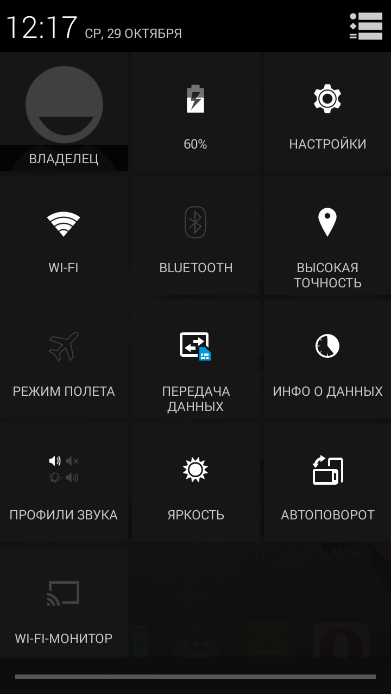 12:17 СР, 29 ОКТЯБРЯ
ВЛАДЕЛЕЦ
60%
НАСТРОЙКИ
WI-FI
BLUETOOTH
ВЫСОКАЯ
ТОЧНОСТЬ
РЕЖИМ ПОЛЕТА
ПЕРЕДАЧА
ДАННЫХ
ИНФО О ДАННЫХ
ПРОФИЛИ ЗВУКА
ЯРКОСТЬ
АВТОПОВОРОТ
WI-FI-МОНИТОР